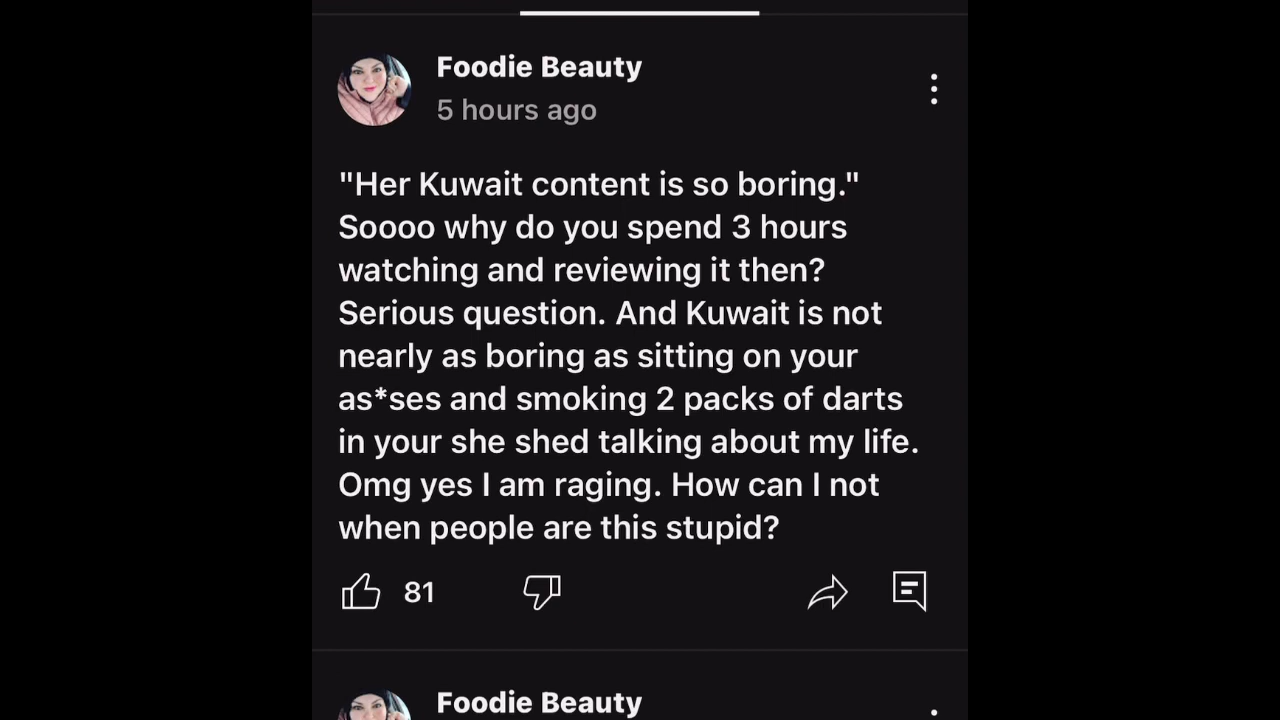 Foodie Beauty
5 hours ago
"Her Kuwait content is so boring."
Soooo why do you spend 3 hours
watching and reviewing it then?
Serious question. And Kuwait is not
nearly as boring as sitting on your
as*ses and smoking 2 packs of darts
in your she shed talking about my life.
Omg yes I am raging. How can I not
when people are this stupid?
81
Foodie Beauty